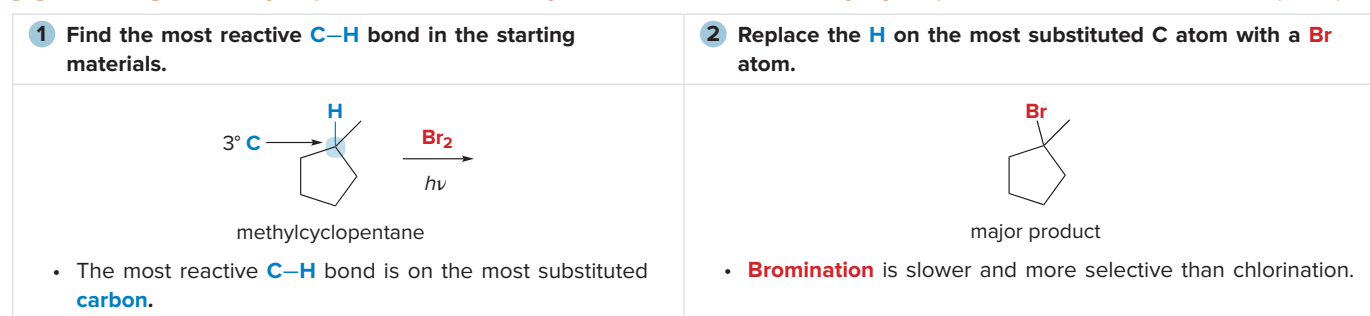 1 Find the most reactive C–H bond in the starting
materials.
2 Replace the H on the most substituted C atom with a Br
atom.
H
3° C
Br2
hν
methylcyclopentane
• The most reactive C–H bond is on the most substituted
carbon.
Br
major product
• Bromination is slower and more selective than chlorination.